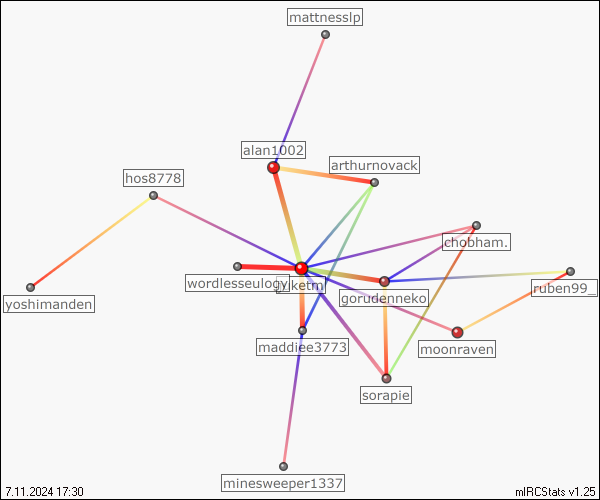 mattnesslp
alan1002
arthurnovack
hos8778
chobham.
wordlesseulogy
gorudenneko
ruben99_
yoshimanden
maddiee3773
moonraven
sorapie
minesweeper1337
7.11.2024 17:30
mIRCStats v1.25